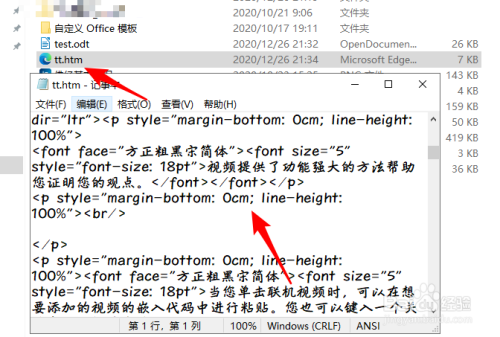 2020/10/21 9:06 文件夹
自定义 Office 模板 2020/10/17 19:11 文件夹
test.odt 2020/12/26 21:32 OpenDocumen... 26 KB
tt.htm 2020/12/26 21:34 Microsoft Edge... 7 KB
143 KB
tt.htm - 记事本
4 KB
文件(F) 编辑(E) 格式(O) 查看(V) 帮助(H)
159 KB
dir="ltr"><p style="margin-bottom: 0cm; line-height:
50 KB
100%">
419 KB
<font face="方正粗黑宋简体"><font size="5"
3 KB
style="font-size: 18pt">视频提供了功能强大的方法帮助
36 KB
您证明您的观点。</font></font></p>
<p style="margin-bottom: 0cm; line-height:
100%"><br/>
</p>
<p style="margin-bottom: 0cm; line-height:
100%"><font face="方正粗黑宋简体"><font size="5"
style="font-size: 18pt">当您单击联机视频时，可以在想
要添加的视频的嵌入代码中进行粘贴。您也可以键入一个关
第 1 行，第 1 列 100% Windows (CRLF) ANSI